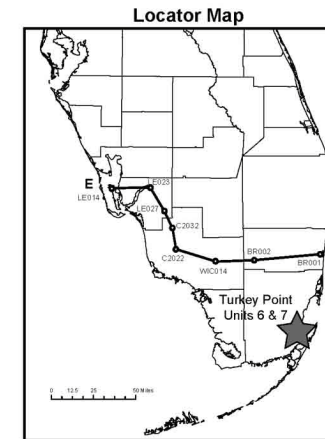 Locator Map
E
LE014
LE023
LE027
C2032
C2022
WIC014
BR002
BR001
Turkey Point
Units 6 & 7
0 12.5 25 50 Miles